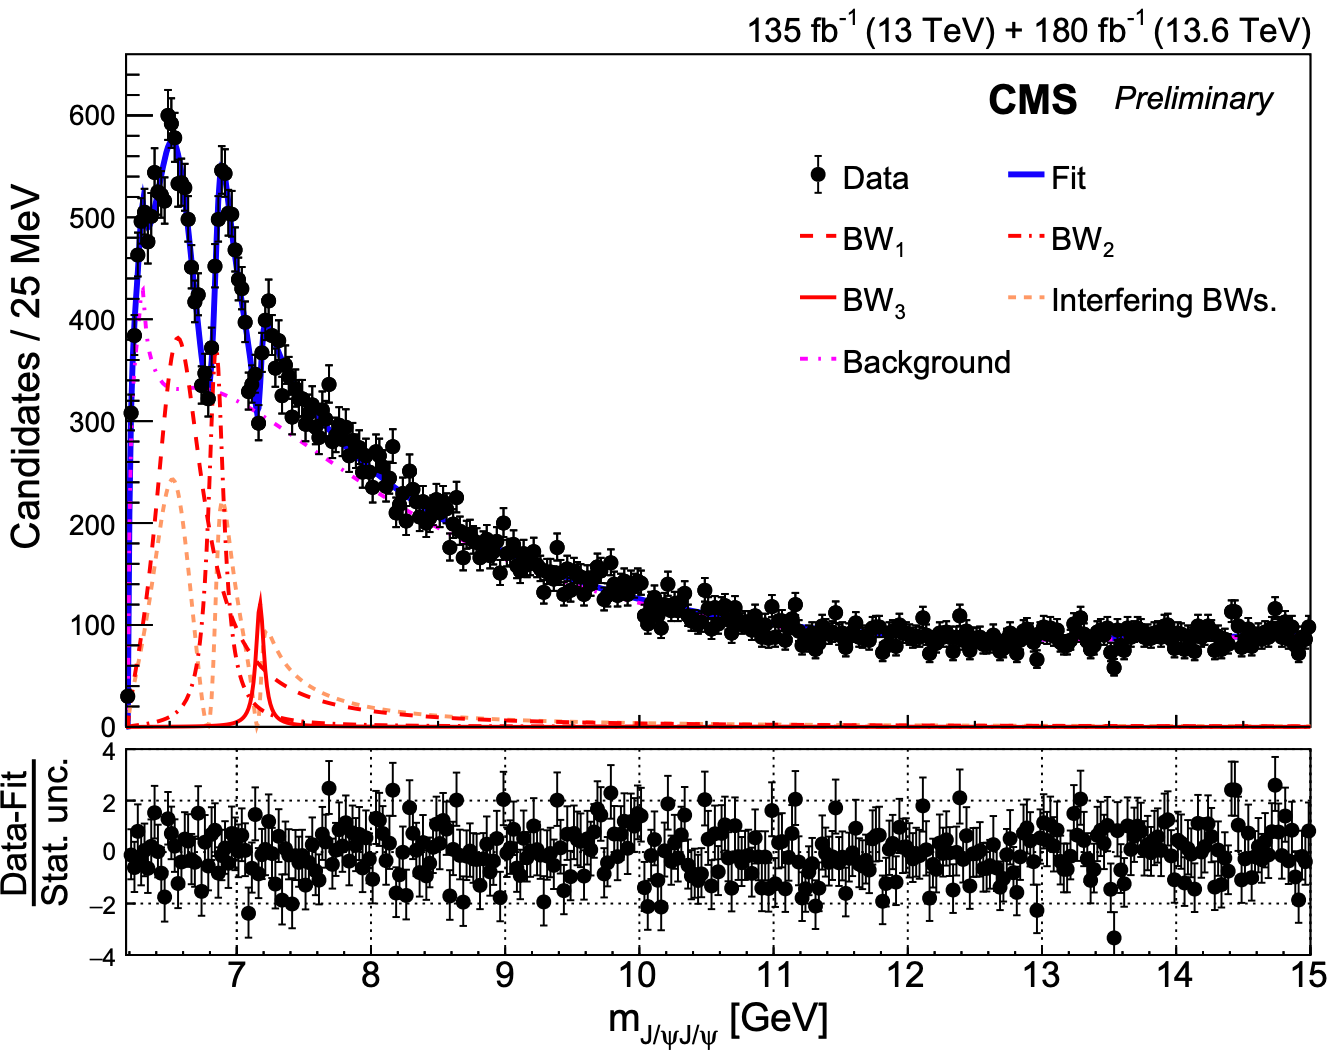 135 fb⁻¹ (13 TeV) + 180 fb⁻¹ (13.6 TeV)
CMS Preliminary
Data
Fit
BW₁
BW₂
BW₃
Interfering BWs.
Background
Candidates / 25 MeV
600
500
400
300
200
100
0
Data-Fit
Stat. unc.
4
2
0
−2
−4
7 8 9 10 11 12 13 14 15
m_J/ψJ/ψ [GeV]